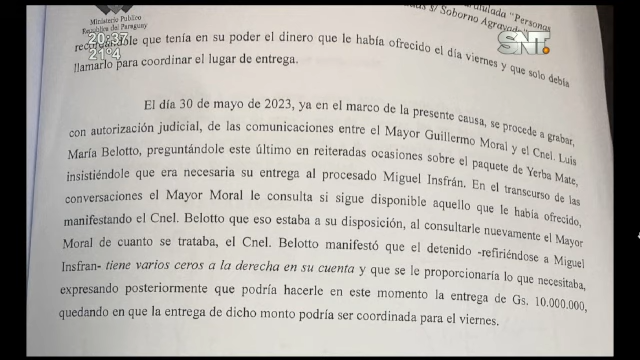 Ministerio Público
República del Paraguay
"Personas
s/ Soborno Agravado"
SNT.
20:37
21°4
recordándole que tenía en su poder el dinero que le había ofrecido el día viernes y que solo debía
llamarlo para coordinar el lugar de entrega.
El día 30 de mayo de 2023, ya en el marco de la presente causa, se procede a grabar,
con autorización judicial, de las comunicaciones entre el Mayor Guillermo Moral y el Cnel. Luis
María Belotto, preguntándole este último en reiteradas ocasiones sobre el paquete de Yerba Mate,
insistiéndole que era necesaria su entrega al procesado Miguel Insfrán. En el transcurso de las
conversaciones el Mayor Moral le consulta si sigue disponible aquello que le había ofrecido,
manifestando el Cnel. Belotto que eso estaba a su disposición, al consultarle nuevamente el Mayor
Moral de cuanto se trataba, el Cnel. Belotto manifestó que el detenido -refiriéndose a Miguel
Insfran- tiene varios ceros a la derecha en su cuenta y que se le proporcionaría lo que necesitaba,
expresando posteriormente que podría hacerle en este momento la entrega de Gs. 10.000.000,
quedando en que la entrega de dicho monto podría ser coordinada para el viernes.